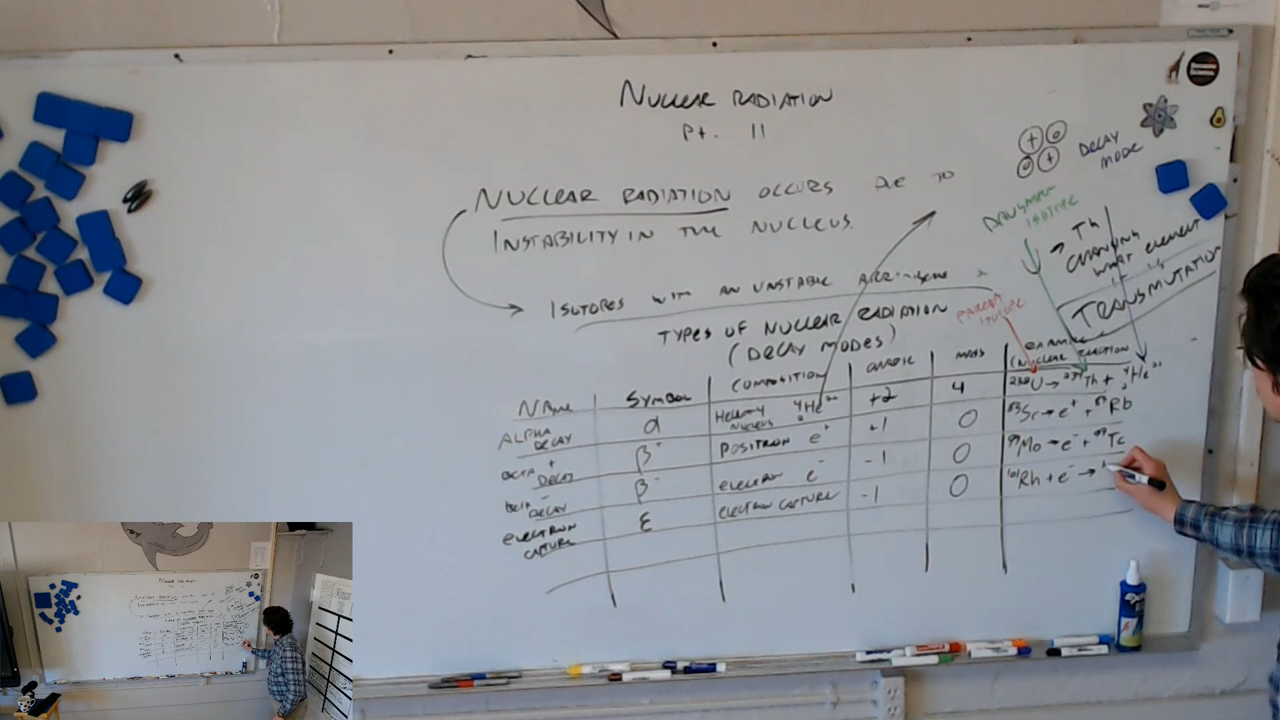 NUCLEAR RADIATION
Pt. II
NUCLEAR RADIATION OCCURS DUE TO
INSTABILITY IN THE NUCLEUS.
ISOTOPES WITH AN UNSTABLE
TYPES OF NUCLEAR RADIATION
(DECAY MODES)
DECAY MODE
DAUGHTER ISOTOPE
→ Th
CHANGING
what element
it is
TRANSMUTATION
PARENT ISOTOPE
NAME SYMBOL COMPOSITION CHARGE MASS (NUCLEAR REACTION
ALPHA DECAY α HELIUM-4 NUCLEUS ⁴He²⁺ +2 4 ²³⁸U → ²³⁴Th + ⁴₂He²⁺
BETA + DECAY β⁺ POSITRON e⁺ +1 0 ⁸³Sr → e⁺ + ⁸³Rb
BETA - DECAY β⁻ ELECTRON e⁻ -1 0 ⁹⁹Mo → e⁻ + ⁹⁹Tc
ELECTRON CAPTURE ε ELECTRON CAPTURE -1 0 ¹⁰¹Rh + e⁻ →